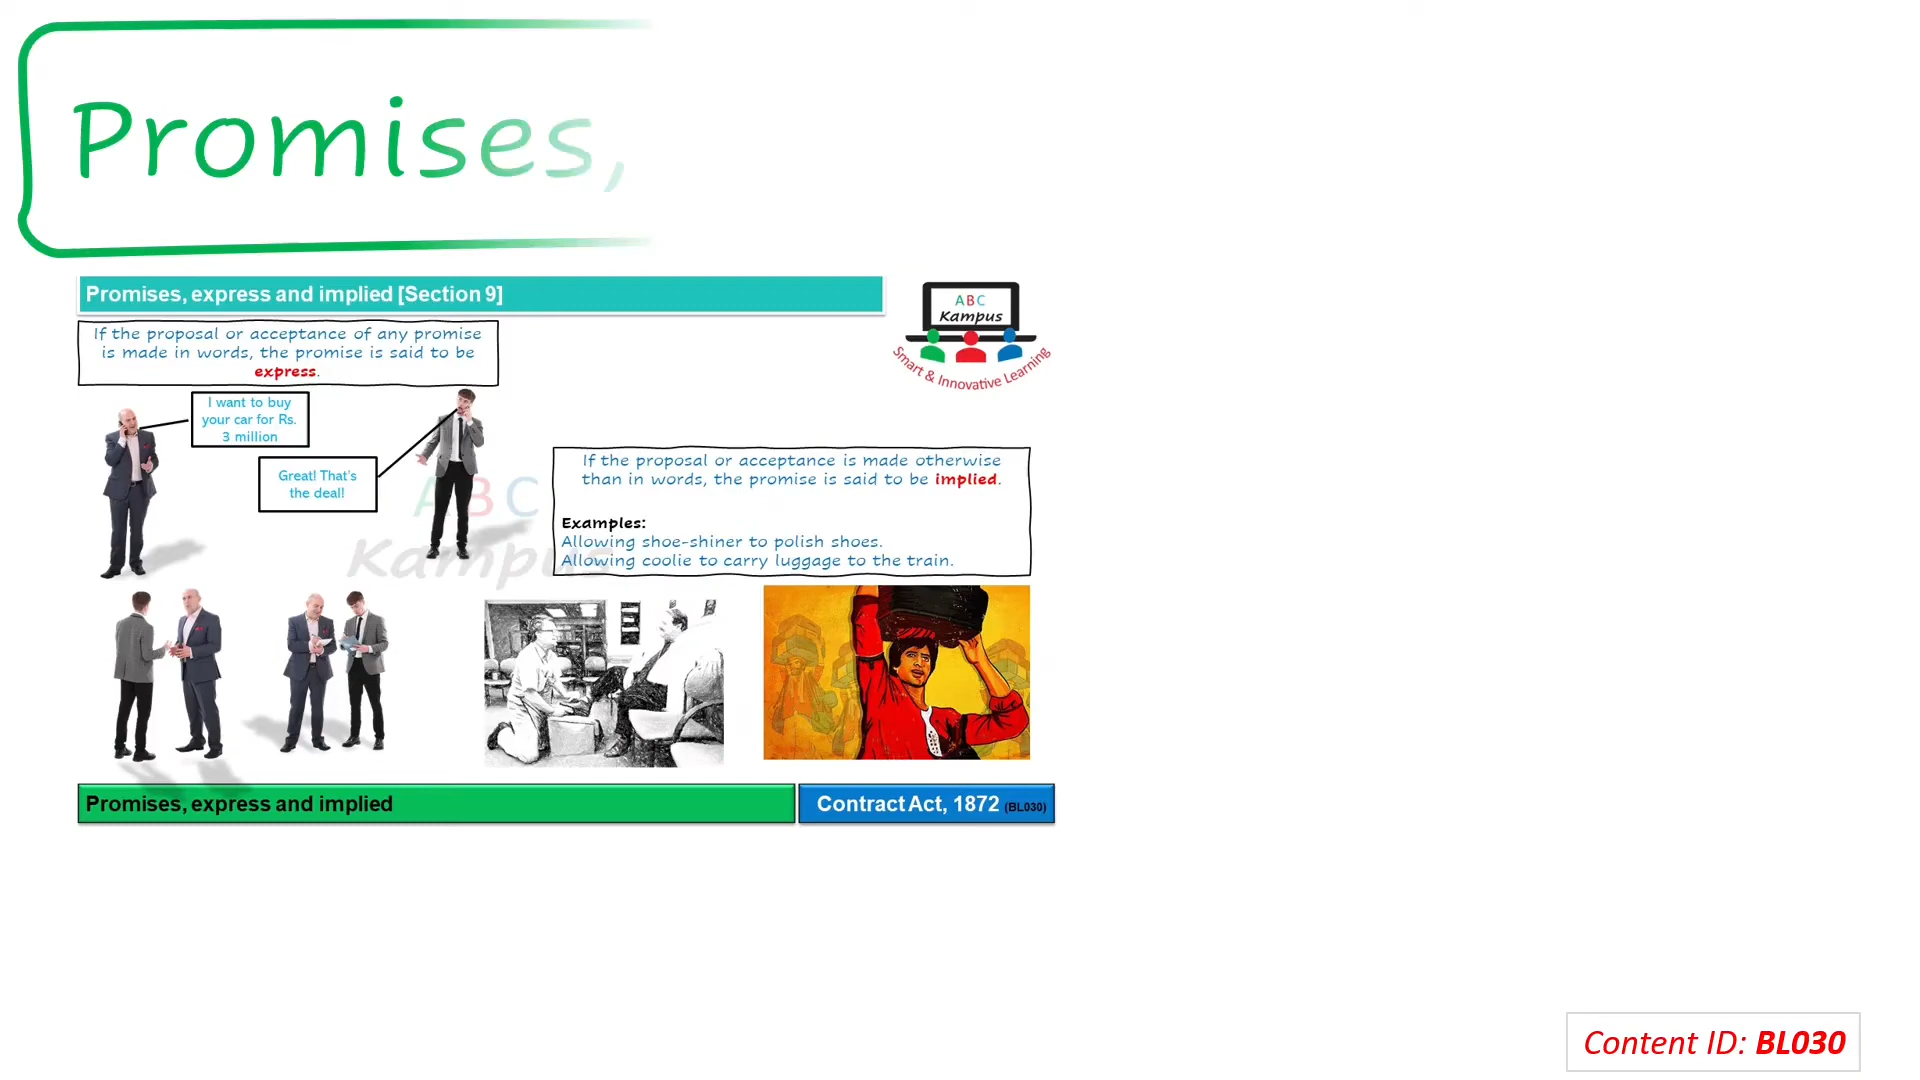 Promises,
Promises, express and implied [Section 9]
ABC
Kampus
Smart & Innovative Learning
If the proposal or acceptance of any promise
is made in words, the promise is said to be
express.
I want to buy
your car for Rs.
3 million
Great! That's
the deal!
ABC
Kampus
If the proposal or acceptance is made otherwise
than in words, the promise is said to be implied.
Examples:
Allowing shoe-shiner to polish shoes.
Allowing coolie to carry luggage to the train.
Promises, express and implied
Contract Act, 1872 (BL030)
Content ID: BL030